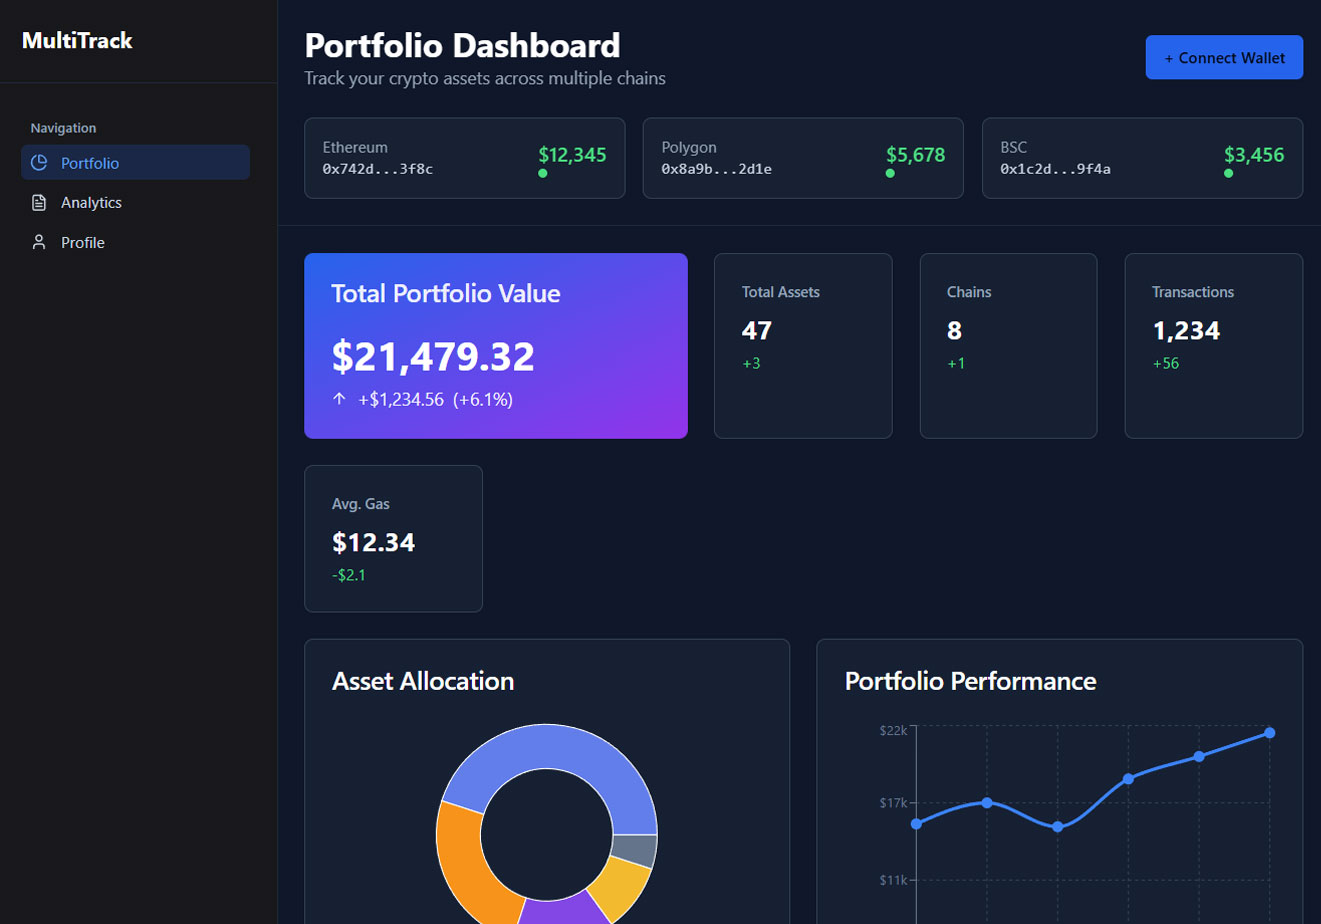 MultiTrack
Navigation
Portfolio
Analytics
Profile
Portfolio Dashboard
Track your crypto assets across multiple chains
+ Connect Wallet
Ethereum
0x742d...3f8c
$12,345
Polygon
0x8a9b...2d1e
$5,678
BSC
0x1c2d...9f4a
$3,456
Total Portfolio Value
$21,479.32
↑ +$1,234.56 (+6.1%)
Total Assets
47
+3
Chains
8
+1
Transactions
1,234
+56
Avg. Gas
$12.34
-$2.1
Asset Allocation
Portfolio Performance
$22k
$17k
$11k